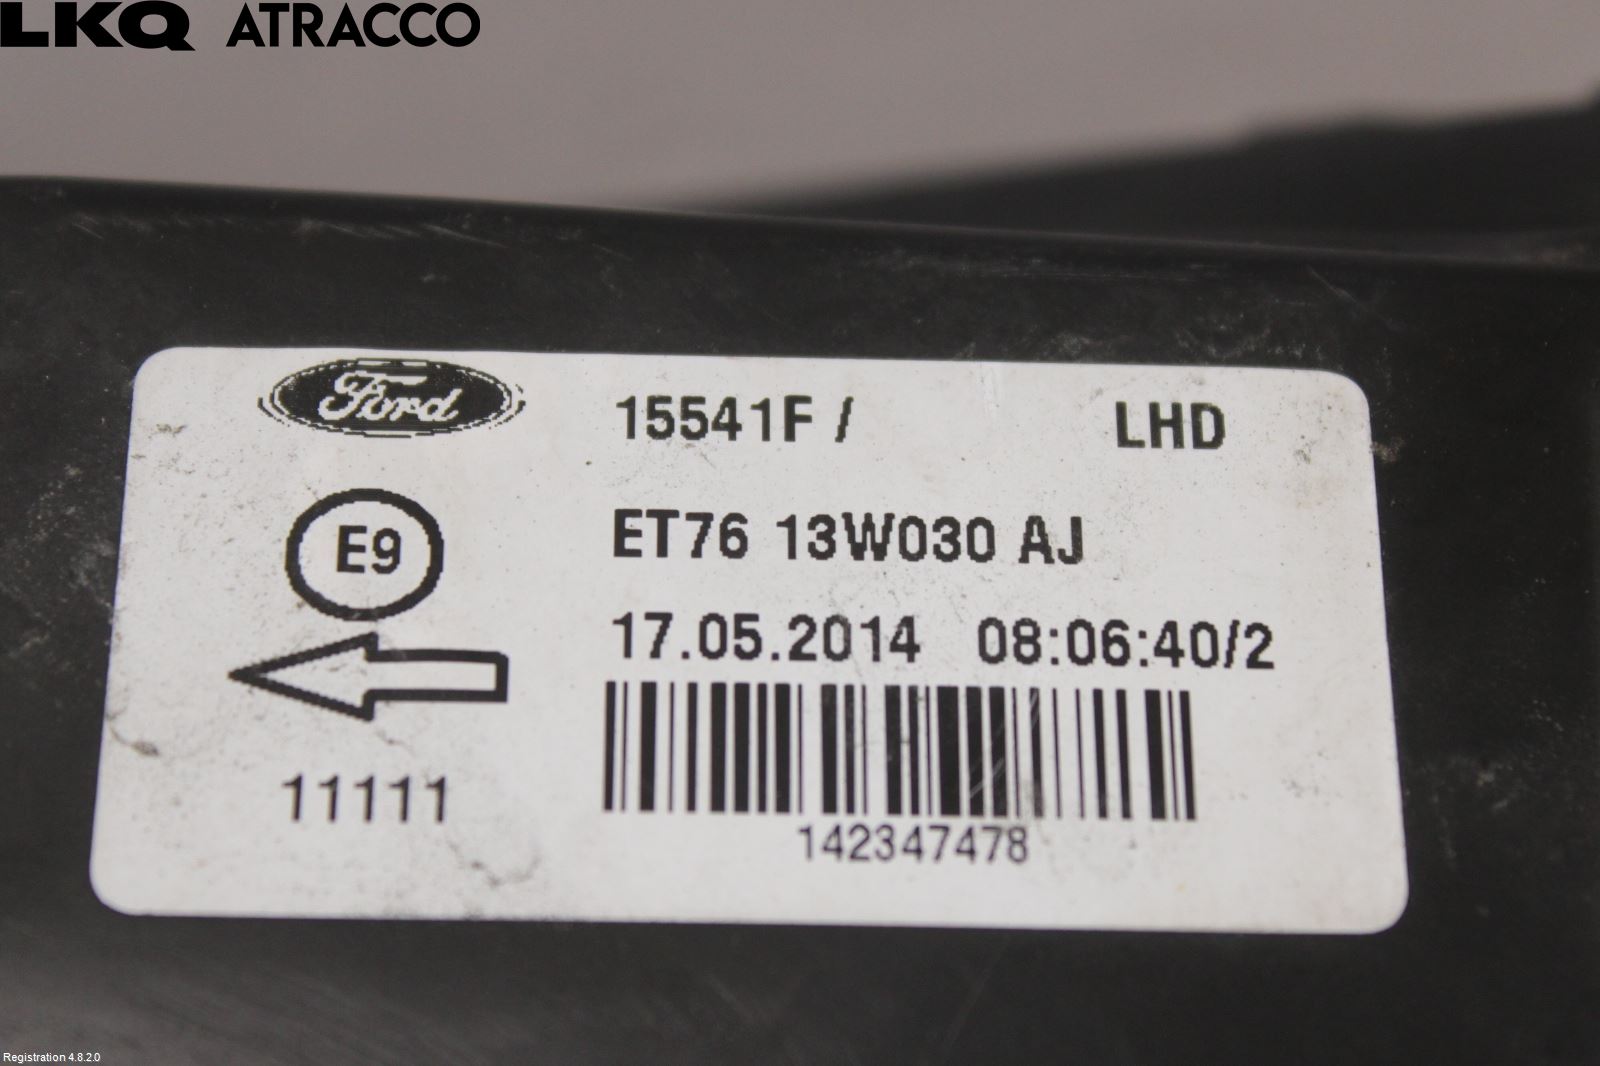 LKQ ATRACCO
Ford
15541F / LHD
E9
ET76 13W030 AJ
17.05.2014 08:06:40/2
11111
142347478
Registration 4.8.2.0